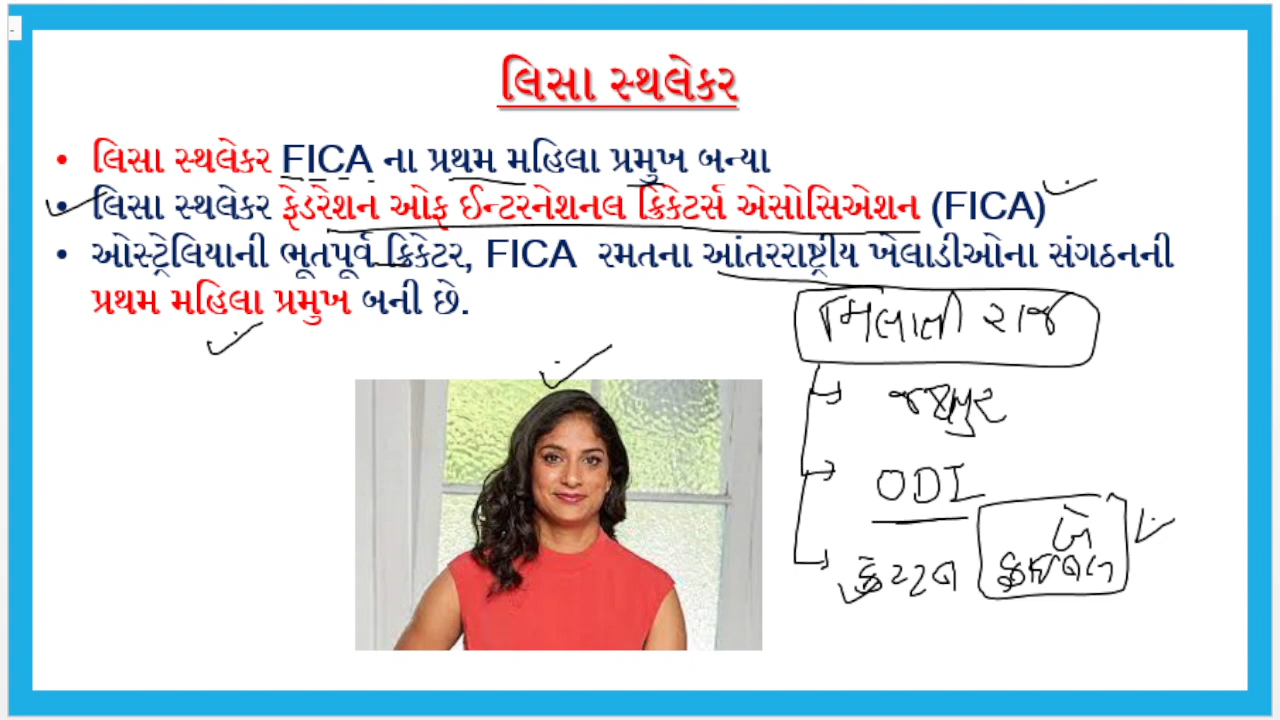 લિસા સ્થલેકર
• લિસા સ્થલેકર FICA ના પ્રથમ મહિલા પ્રમુખ બન્યા
• લિસા સ્થલેકર ફેડરેશન ઓફ ઈન્ટરનેશનલ ક્રિકેટર્સ એસોસિએશન (FICA)
• ઓસ્ટ્રેલિયાની ભૂતપૂર્વ ક્રિકેટર, FICA રમતના આંતરરાષ્ટ્રીય ખેલાડીઓના સંગઠનની
પ્રથમ મહિલા પ્રમુખ બની છે.
મિલાતી રાજ
ODI
બે